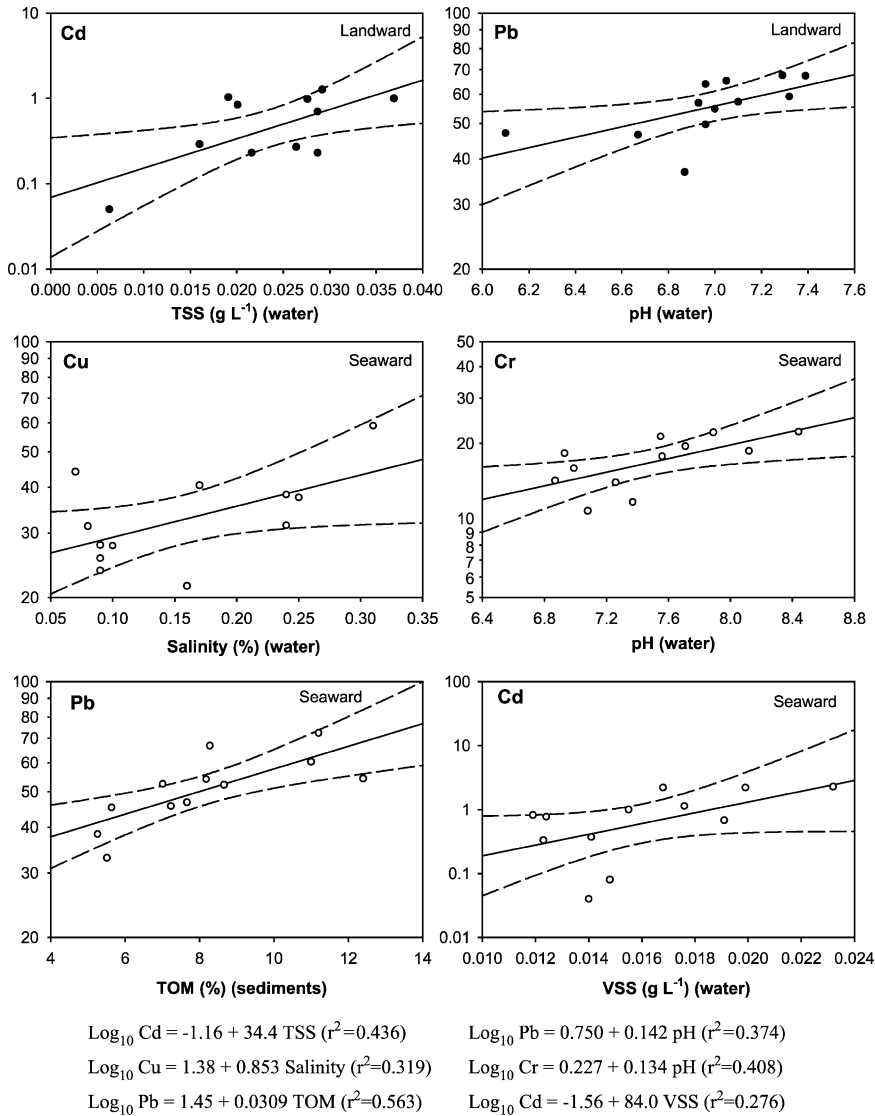 Cd Landward
10
1
0.1
0.01
0.000 0.005 0.010 0.015 0.020 0.025 0.030 0.035 0.040
TSS (g L-1) (water)
Pb Landward
100
90
80
70
60
50
40
30
20
6.0 6.2 6.4 6.6 6.8 7.0 7.2 7.4 7.6
pH (water)
Cu Seaward
100
90
80
70
60
50
40
30
20
0.05 0.10 0.15 0.20 0.25 0.30 0.35
Salinity (%) (water)
Cr Seaward
50
40
30
20
10
9
8
7
6
5
6.4 6.8 7.2 7.6 8.0 8.4 8.8
pH (water)
Pb Seaward
100
90
80
70
60
50
40
30
20
4 6 8 10 12 14
TOM (%) (sediments)
Cd Seaward
100
10
1
0.1
0.01
0.010 0.012 0.014 0.016 0.018 0.020 0.022 0.024
VSS (g L-1) (water)
Log10 Cd = -1.16 + 34.4 TSS (r2=0.436)
Log10 Pb = 0.750 + 0.142 pH (r2=0.374)
Log10 Cu = 1.38 + 0.853 Salinity (r2=0.319)
Log10 Cr = 0.227 + 0.134 pH (r2=0.408)
Log10 Pb = 1.45 + 0.0309 TOM (r2=0.563)
Log10 Cd = -1.56 + 84.0 VSS (r2=0.276)